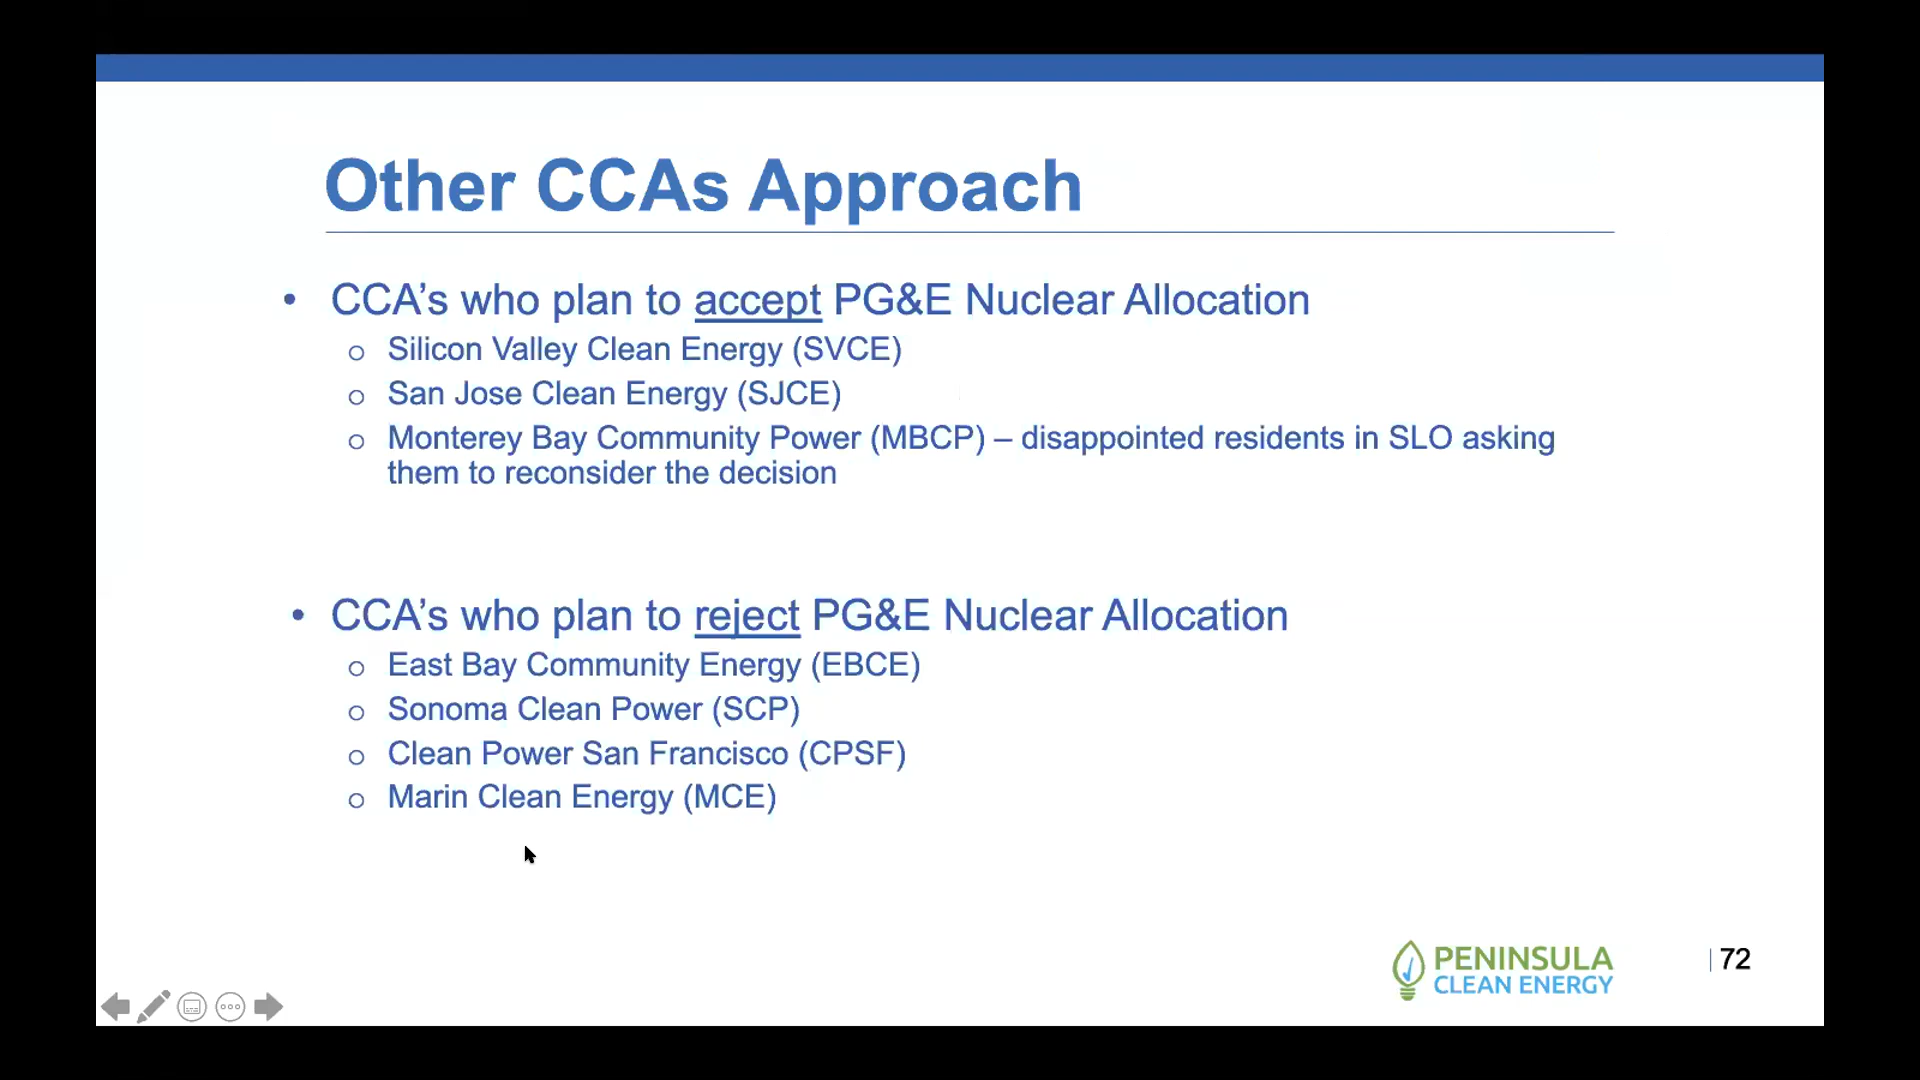 Other CCAs Approach
• CCA’s who plan to accept PG&E Nuclear Allocation
o Silicon Valley Clean Energy (SVCE)
o San Jose Clean Energy (SJCE)
o Monterey Bay Community Power (MBCP) – disappointed residents in SLO asking
them to reconsider the decision
• CCA’s who plan to reject PG&E Nuclear Allocation
o East Bay Community Energy (EBCE)
o Sonoma Clean Power (SCP)
o Clean Power San Francisco (CPSF)
o Marin Clean Energy (MCE)
PENINSULA
CLEAN ENERGY
| 72